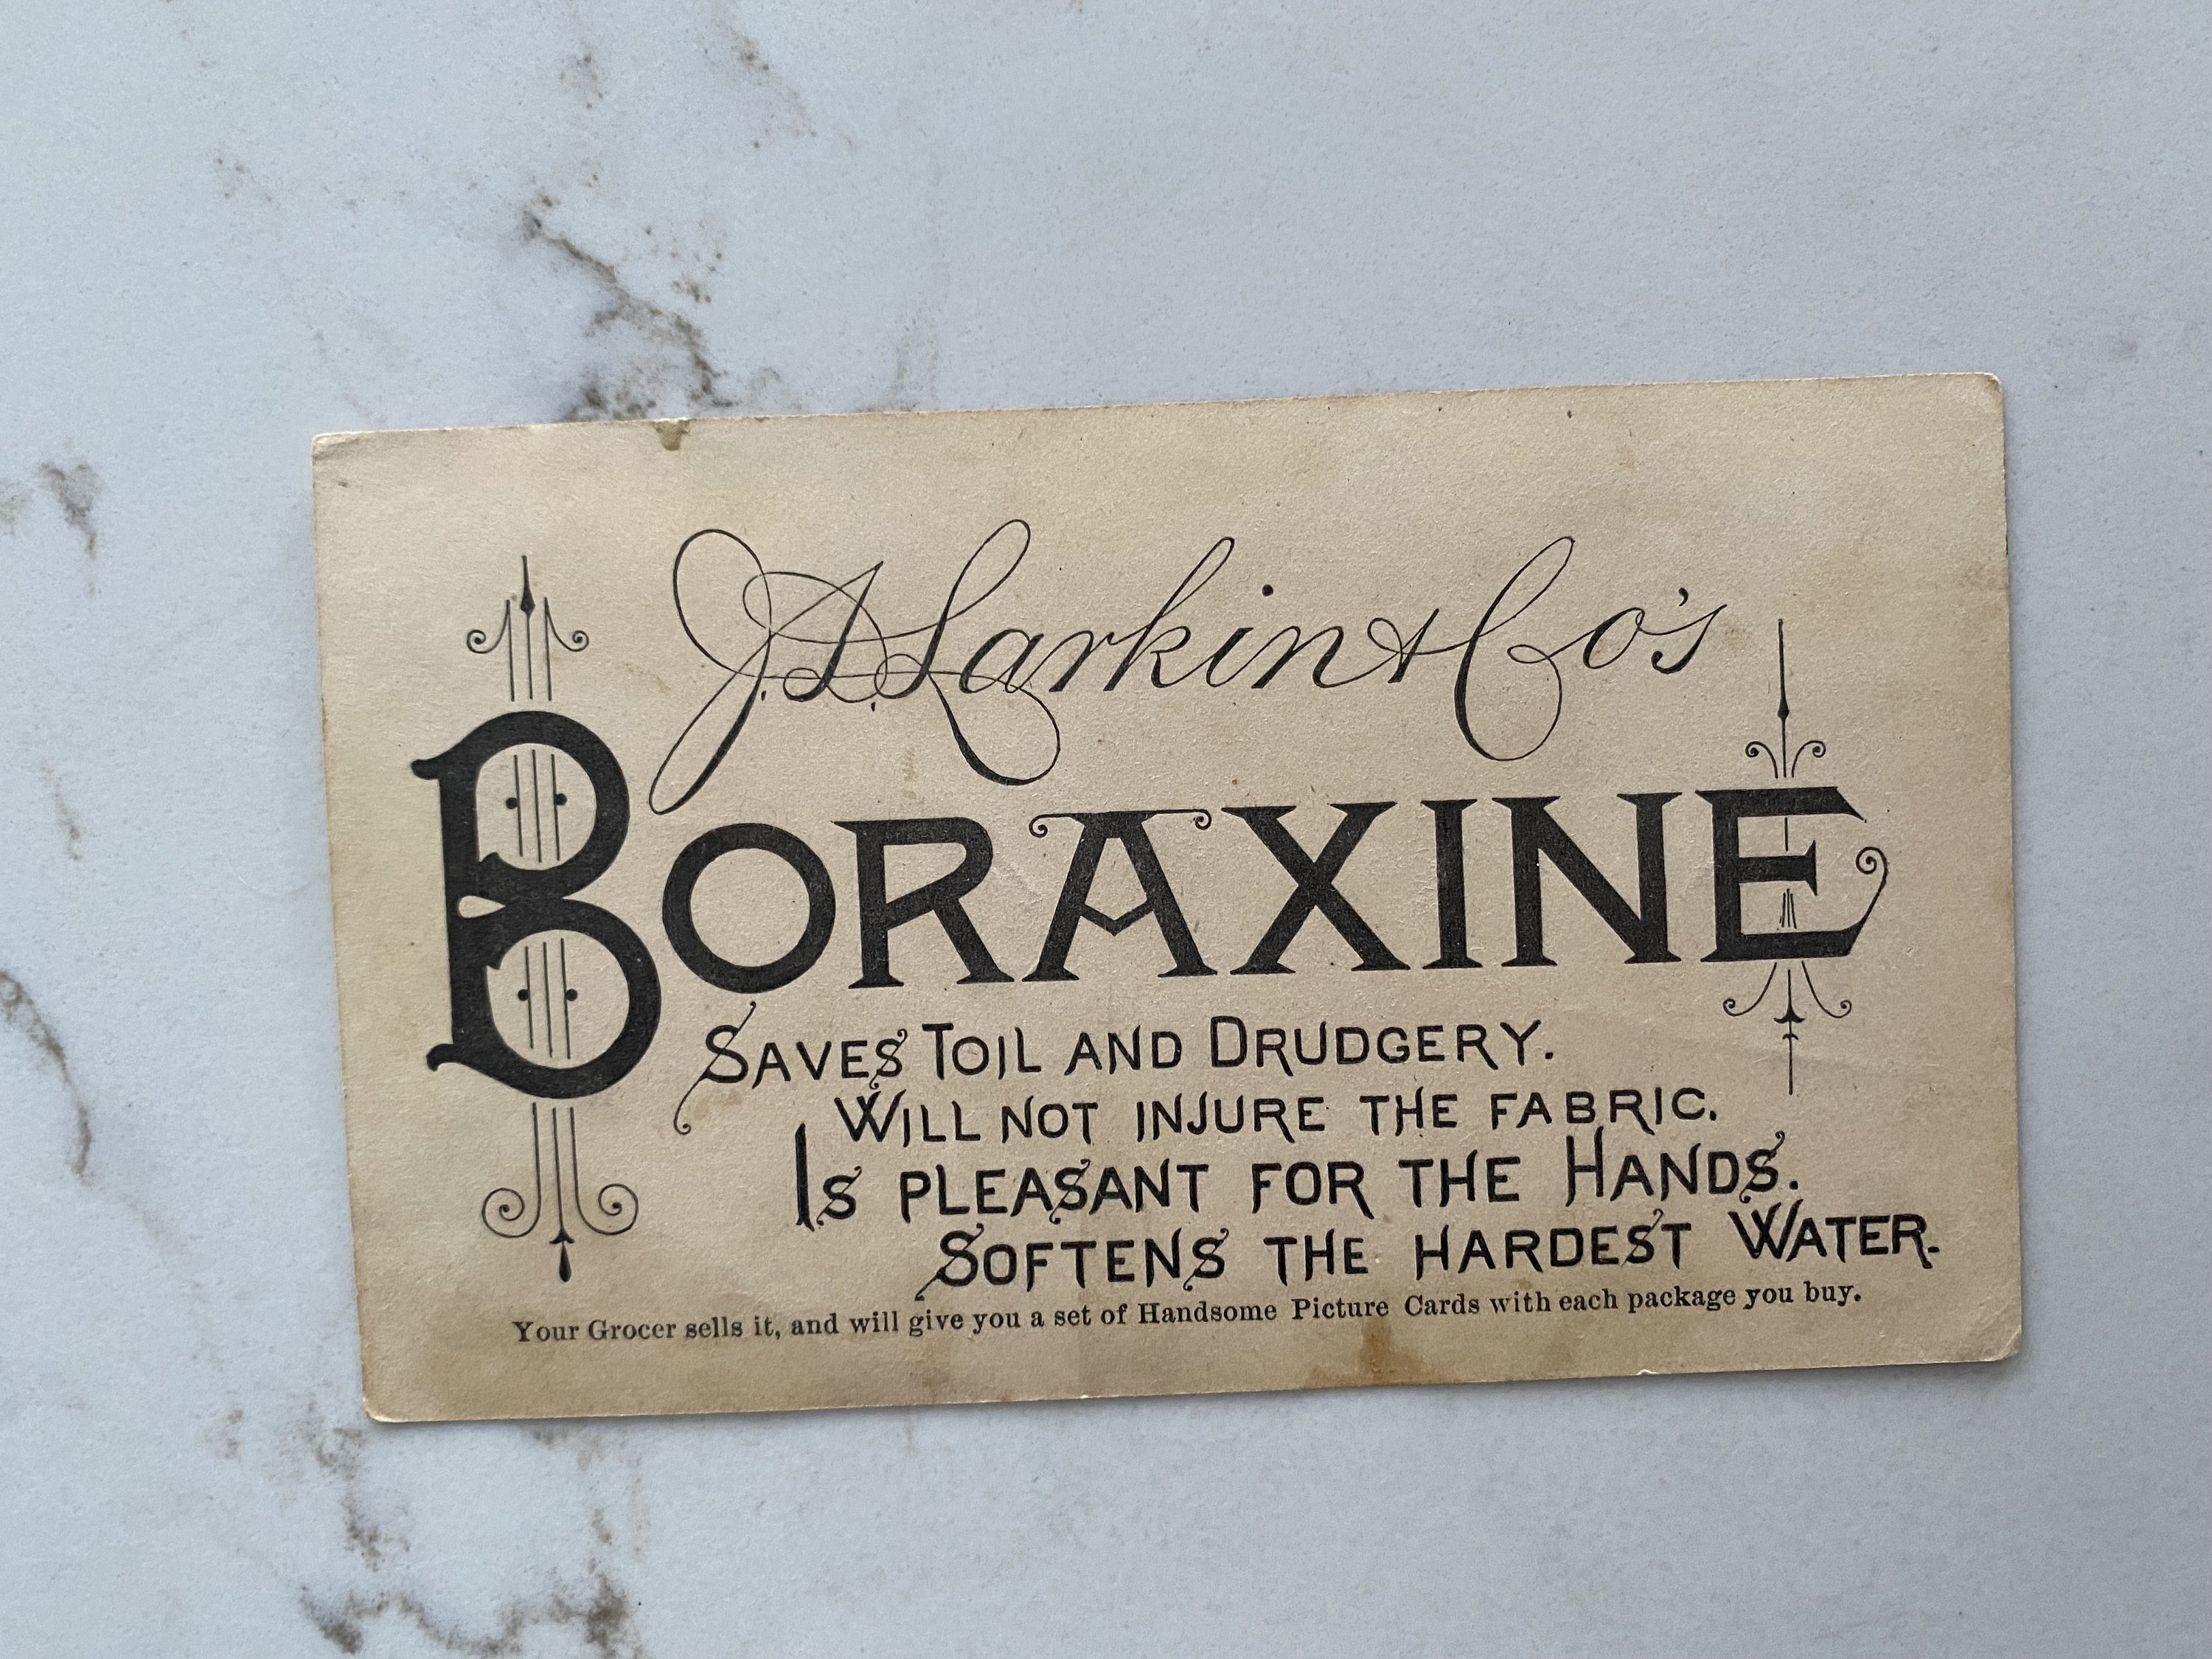 J.D. Larkin & Co's
BORAXINE
SAVES TOIL AND DRUDGERY.
WILL NOT INJURE THE FABRIC.
IS PLEASANT FOR THE HANDS.
SOFTENS THE HARDEST WATER.
Your Grocer sells it, and will give you a set of Handsome Picture Cards with each package you buy.